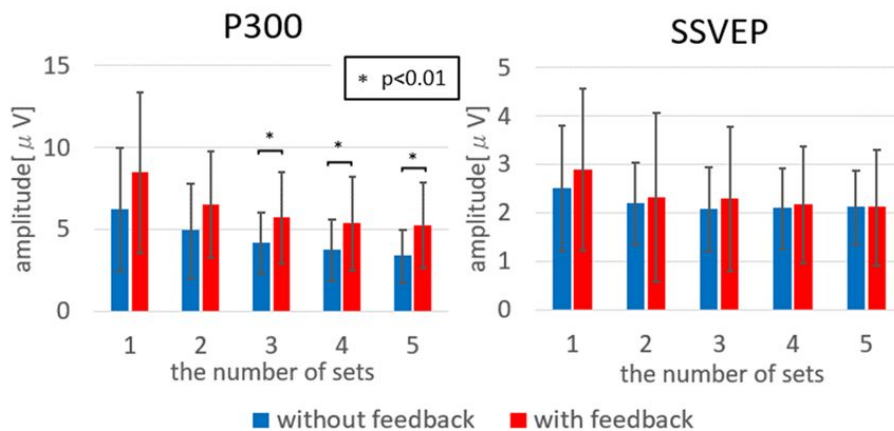 P300
SSVEP
* p<0.01
amplitude[μ V]
15
10
5
0
*
*
*
1 2 3 4 5
the number of sets
amplitude[μ V]
5
4
3
2
1
0
1 2 3 4 5
the number of sets
without feedback
with feedback